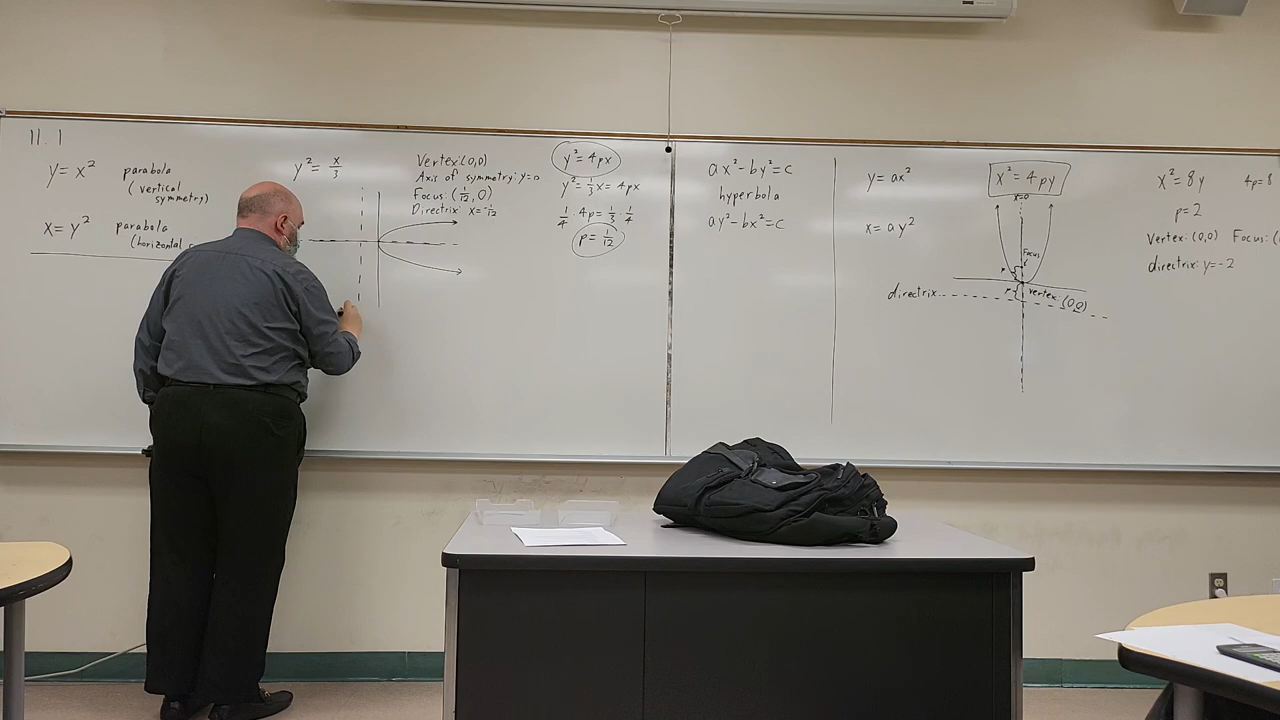 11.1
y = x² parabola
(vertical
symmetry)
x = y² parabola
(horizontal
y² = x/3
Vertex: (0,0)
Axis of symmetry: y=0
Focus: (1/12, 0)
Directrix: x=-1/12
y² = 4px
y² = 1/3 x = 4px
1/4 · 4p = 1/3 · 1/4
p = 1/12
ax² - by² = c
hyperbola
ay² - bx² = c
y = ax²
x = ay²
x² = 4py
x=0
Focus
P
P
vertex (0,0)
directrix
x² = 8y
4p = 8
p = 2
Vertex: (0,0) Focus: (
directrix: y = -2